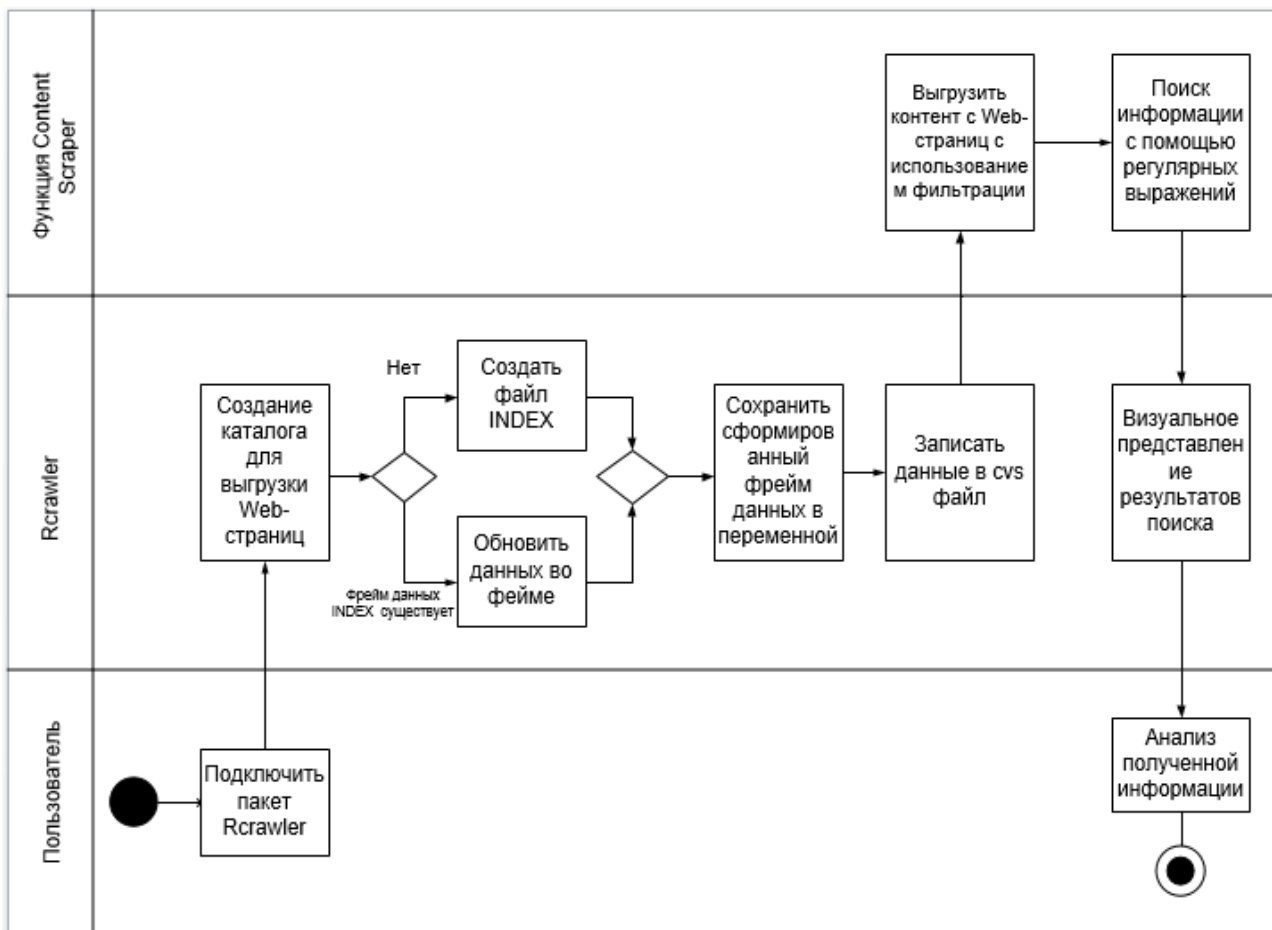 Функция Content
Scraper
Выгрузить
контент с Web-
страниц с
использование
м фильтрации
Поиск
информации
с помощью
регулярных
выражений
Rcrawler
Создание
каталога
для
выгрузки
Web-
страниц
Нет
Фрейм данных
INDEX существует
Создать
файл
INDEX
Обновить
данных во
фейме
Сохранить
сформиров
анный
фрейм
данных в
переменной
Записать
данные в cvs
файл
Визуальное
представлен
ие
результатов
поиска
Пользователь
Подключить
пакет
Rcrawler
Анализ
полученной
информации